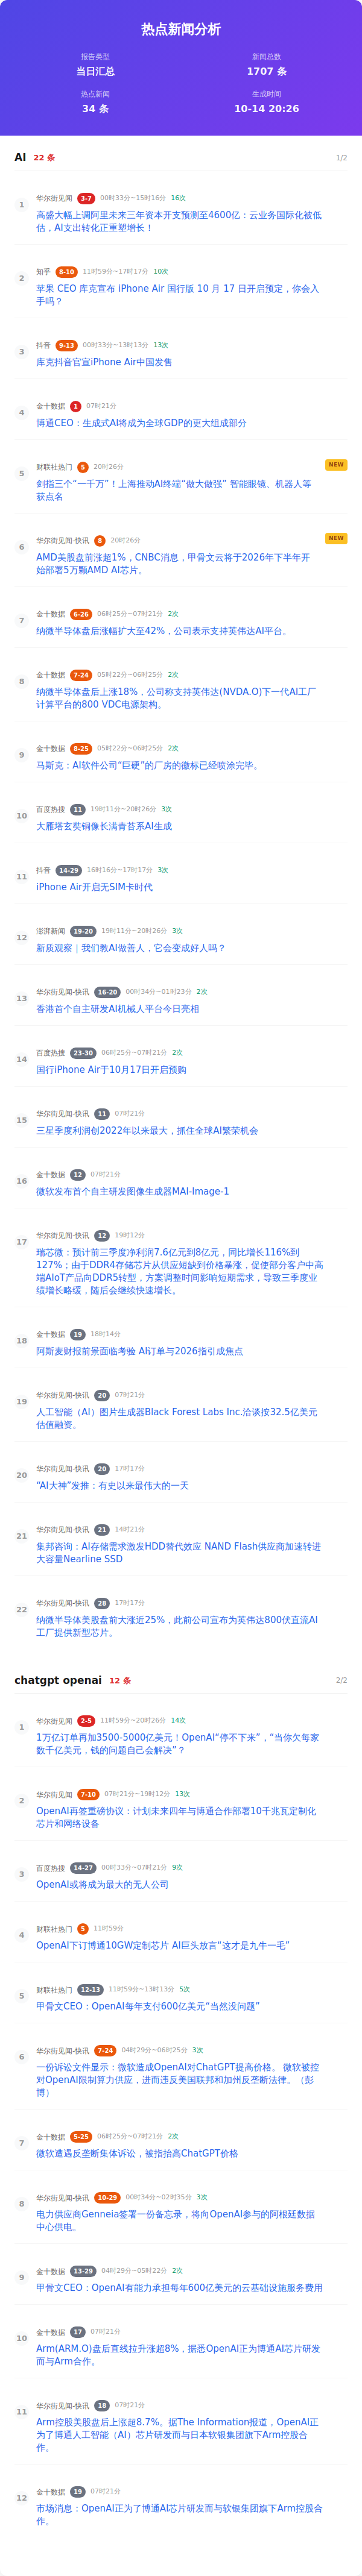 热点新闻分析
报告类型
新闻总数
当日汇总
1707 条
热点新闻
生成时间
34 条
10-14 20:26
AI 22 条 1/2
1
华尔街见闻 3-7 00时33分~15时16分 16次
高盛大幅上调阿里未来三年资本开支预测至4600亿：云业务国际化被低
估，AI支出转化正重塑增长！
2
知乎 8-10 11时59分~17时17分 10次
苹果 CEO 库克宣布 iPhone Air 国行版 10 月 17 日开启预定，你会入
手吗？
3
抖音 9-13 00时33分~13时13分 13次
库克抖音官宣iPhone Air中国发售
4
金十数据 1 07时21分
博通CEO：生成式AI将成为全球GDP的更大组成部分
5
财联社热门 5 20时26分 NEW
剑指三个“一千万”！上海推动AI终端“做大做强” 智能眼镜、机器人等
获点名
6
华尔街见闻-快讯 8 20时26分 NEW
AMD美股盘前涨超1%，CNBC消息，甲骨文云将于2026年下半年开
始部署5万颗AMD AI芯片。
7
金十数据 6-26 06时25分~07时21分 2次
纳微半导体盘后涨幅扩大至42%，公司表示支持英伟达AI平台。
8
金十数据 7-24 05时22分~06时25分 2次
纳微半导体盘后上涨18%，公司称支持英伟达(NVDA.O)下一代AI工厂
计算平台的800 VDC电源架构。
9
金十数据 8-25 05时22分~06时25分 2次
马斯克：AI软件公司“巨硬”的厂房的徽标已经喷涂完毕。
10
百度热搜 11 19时11分~20时26分 3次
大雁塔玄奘铜像长满青苔系AI生成
11
抖音 14-29 16时16分~17时17分 3次
iPhone Air开启无SIM卡时代
12
澎湃新闻 19-20 19时11分~20时26分 3次
新质观察｜我们教AI做善人，它会变成好人吗？
13
华尔街见闻-快讯 16-20 00时34分~01时23分 2次
香港首个自主研发AI机械人平台今日亮相
14
百度热搜 23-30 06时25分~07时21分 2次
国行iPhone Air于10月17日开启预购
15
华尔街见闻-快讯 11 07时21分
三星季度利润创2022年以来最大，抓住全球AI繁荣机会
16
金十数据 12 07时21分
微软发布首个自主研发图像生成器MAI-Image-1
17
华尔街见闻-快讯 12 19时12分
瑞芯微：预计前三季度净利润7.6亿元到8亿元，同比增长116%到
127%；由于DDR4存储芯片从供应短缺到价格暴涨，促使部分客户中高
端AIoT产品向DDR5转型，方案调整时间影响短期需求，导致三季度业
绩增长略缓，随后会继续快速增长。
18
金十数据 19 18时14分
阿斯麦财报前景面临考验 AI订单与2026指引成焦点
19
华尔街见闻-快讯 20 07时21分
人工智能（AI）图片生成器Black Forest Labs Inc.洽谈按32.5亿美元
估值融资。
20
华尔街见闻-快讯 20 17时17分
“AI大神”发推：有史以来最伟大的一天
21
华尔街见闻-快讯 21 14时21分
集邦咨询：AI存储需求激发HDD替代效应 NAND Flash供应商加速转进
大容量Nearline SSD
22
华尔街见闻-快讯 28 17时17分
纳微半导体美股盘前大涨近25%，此前公司宣布为英伟达800伏直流AI
工厂提供新型芯片。
chatgpt openai 12 条 2/2
1
华尔街见闻 2-5 11时59分~20时26分 14次
1万亿订单再加3500-5000亿美元！OpenAI“停不下来”，“当你欠每家
数千亿美元，钱的问题自己会解决”？
2
华尔街见闻 7-10 07时21分~19时12分 13次
OpenAI再签重磅协议：计划未来四年与博通合作部署10千兆瓦定制化
芯片和网络设备
3
百度热搜 14-27 00时33分~07时21分 9次
OpenAI或将成为最大的无人公司
4
财联社热门 5 11时59分
OpenAI下订博通10GW定制芯片 AI巨头放言“这才是九牛一毛”
5
财联社热门 12-13 11时59分~13时13分 5次
甲骨文CEO：OpenAI每年支付600亿美元“当然没问题”
6
华尔街见闻-快讯 7-24 04时29分~06时25分 3次
一份诉讼文件显示：微软造成OpenAI对ChatGPT提高价格。 微软被控
对OpenAI限制算力供应，进而违反美国联邦和加州反垄断法律。（彭
博）
7
金十数据 5-25 06时25分~07时21分 2次
微软遭遇反垄断集体诉讼，被指抬高ChatGPT价格
8
华尔街见闻-快讯 10-29 00时34分~02时35分 3次
电力供应商Genneia签署一份备忘录，将向OpenAI参与的阿根廷数据
中心供电。
9
金十数据 13-29 04时29分~05时22分 2次
甲骨文CEO：OpenAI有能力承担每年600亿美元的云基础设施服务费用
10
金十数据 17 07时21分
Arm(ARM.O)盘后直线拉升涨超8%，据悉OpenAI正为博通AI芯片研发
而与Arm合作。
11
华尔街见闻-快讯 18 07时21分
Arm控股美股盘后上涨超8.7%。据The Information报道，OpenAI正
为了博通人工智能（AI）芯片研发而与日本软银集团旗下Arm控股合
作。
12
金十数据 19 07时21分
市场消息：OpenAI正为了博通AI芯片研发而与软银集团旗下Arm控股合
作。